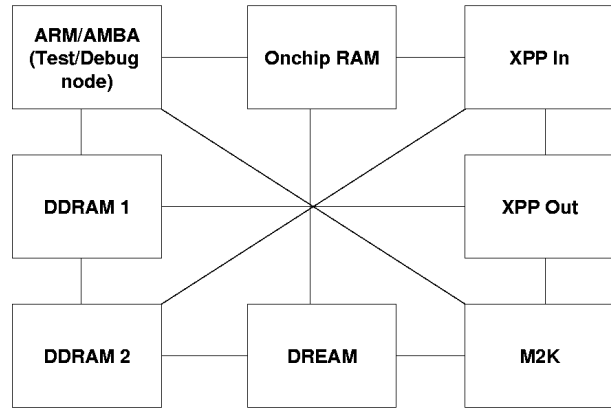 ARM/AMBA
(Test/Debug
node)
Onchip RAM
XPP In
DDRAM 1
XPP Out
DDRAM 2
DREAM
M2K